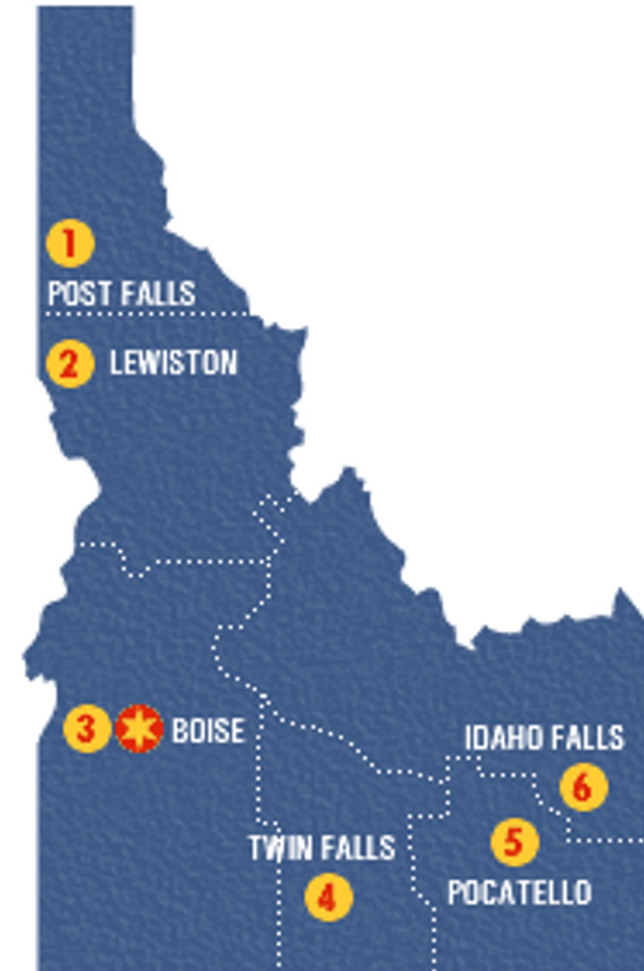 1
POST FALLS
2 LEWISTON
3 BOISE
IDAHO FALLS
6
5
POCATELLO
TWIN FALLS
4